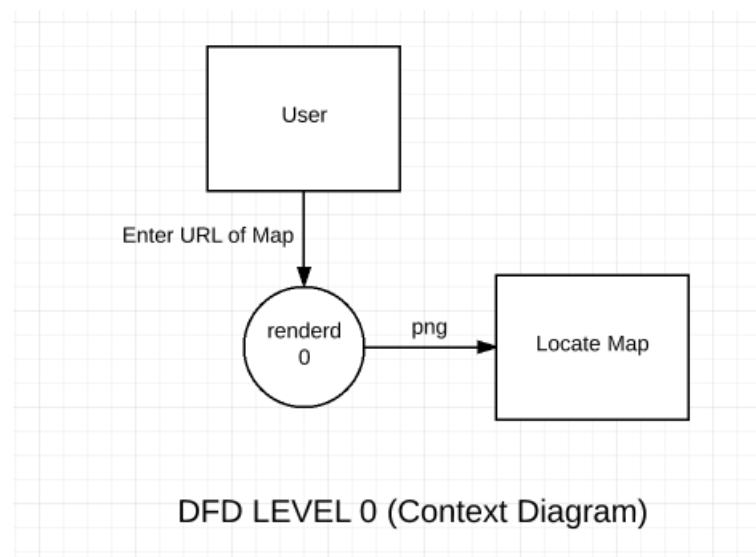 User
Enter URL of Map
renderd
0
png
Locate Map
DFD LEVEL 0 (Context Diagram)